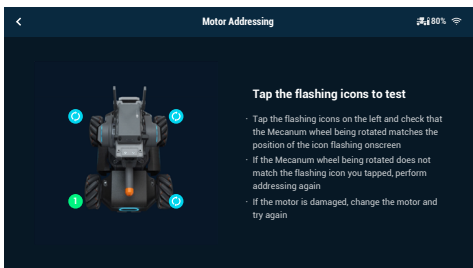 Motor Addressing
80%
Tap the flashing icons to test
· Tap the flashing icons on the left and check that
the Mecanum wheel being rotated matches the
position of the icon flashing onscreen
· If the Mecanum wheel being rotated does not
match the flashing icon you tapped, perform
addressing again
· If the motor is damaged, change the motor and
try again
1